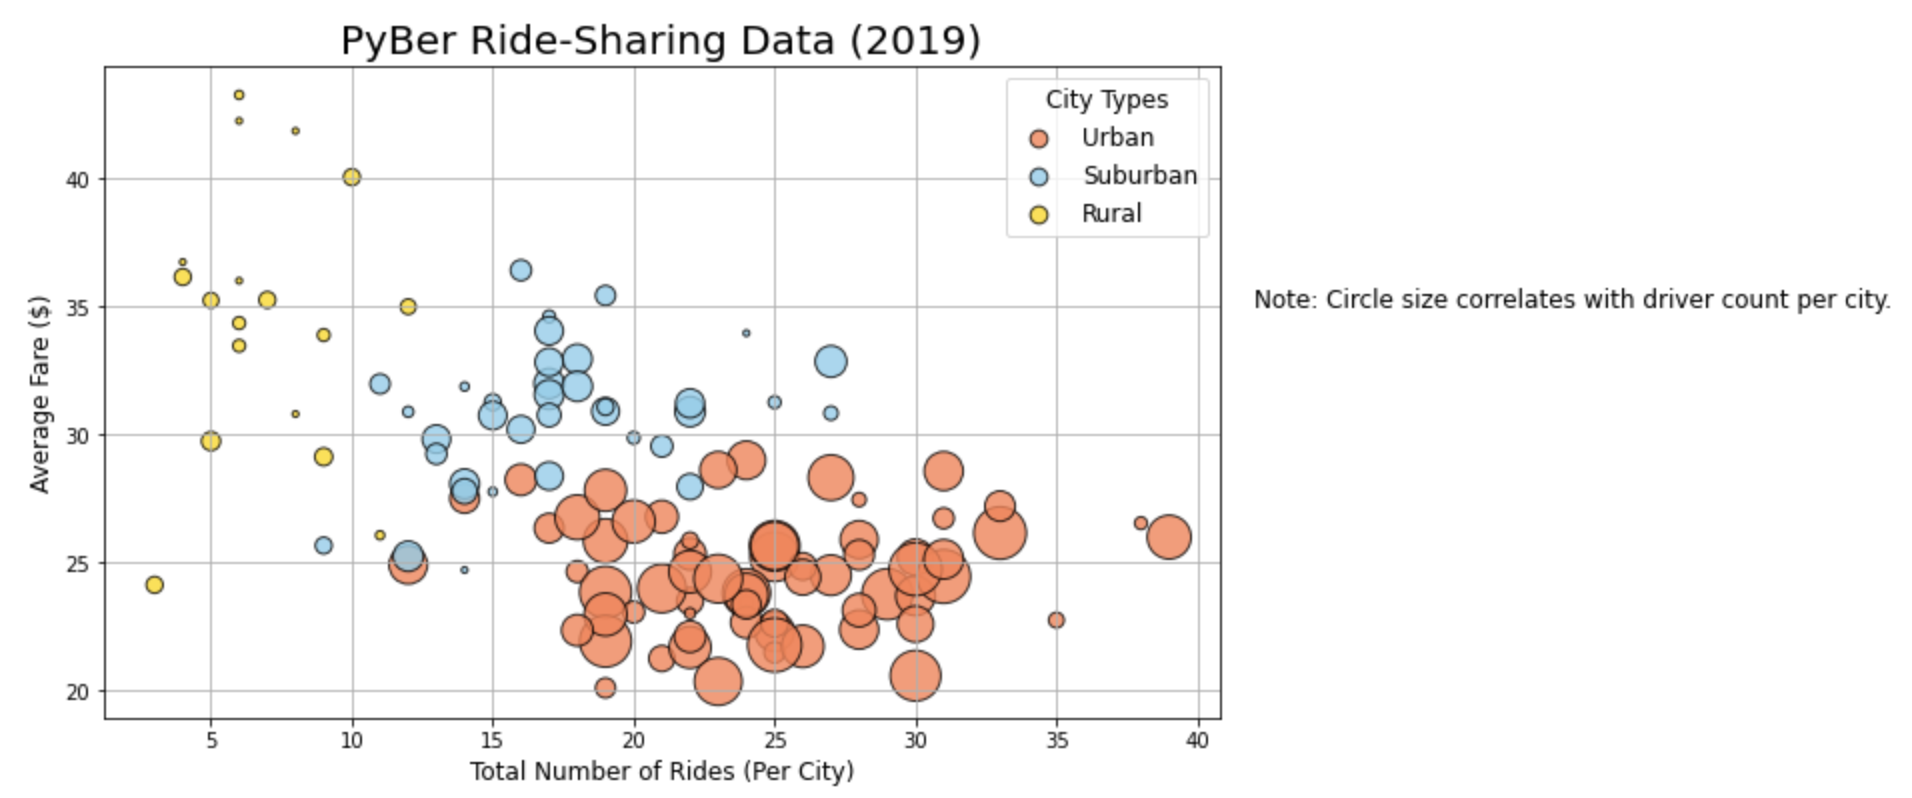 PyBer Ride-Sharing Data (2019)
City Types
Urban
Suburban
Rural
Note: Circle size correlates with driver count per city.
Average Fare ($)
40
35
30
25
20
5 10 15 20 25 30 35 40
Total Number of Rides (Per City)